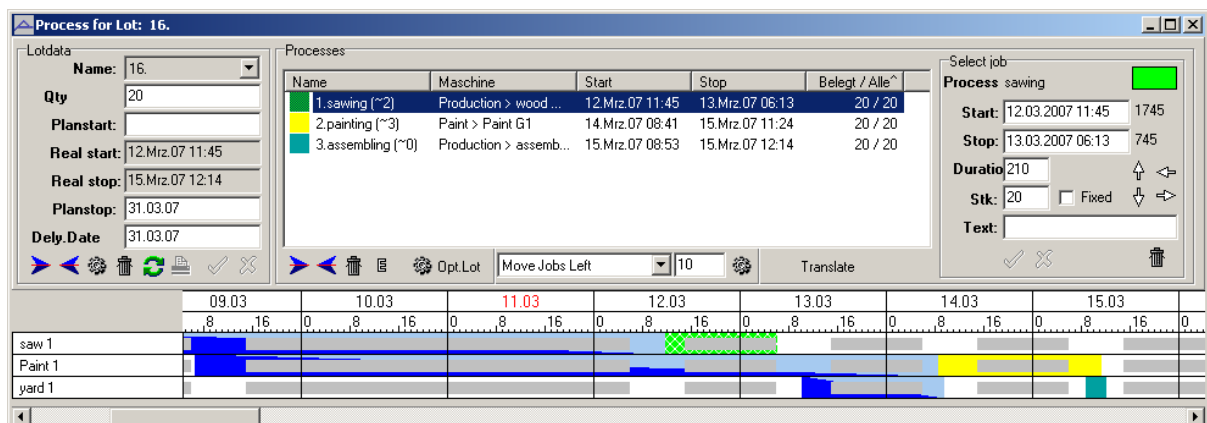 Process for Lot: 16.
Lotdata
Name: 16.
Qty 20
Planstart:
Real start: 12.Mrz.07 11:45
Real stop: 15.Mrz.07 12:14
Planstop: 31.03.07
Dely.Date 31.03.07
Processes
Name Maschine Start Stop Belegt / Alle^
1.sawing (~2) Production > wood ... 12.Mrz.07 11:45 13.Mrz.07 06:13 20 / 20
2.painting (~3) Paint > Paint G1 14.Mrz.07 08:41 15.Mrz.07 11:24 20 / 20
3.assembling (~0) Production > assemb... 15.Mrz.07 08:53 15.Mrz.07 12:14 20 / 20
E Opt.Lot Move Jobs Left 10 Translate
Select job
Process sawing
Start: 12.03.2007 11:45 1745
Stop: 13.03.2007 06:13 745
Duratio 210
Stk: 20 Fixed
Text:
09.03 10.03 11.03 12.03 13.03 14.03 15.03
8 16 0 8 16 0 8 16 0 8 16 0 8 16 0 8 16 0 8 16 0
saw 1
Paint 1
yard 1